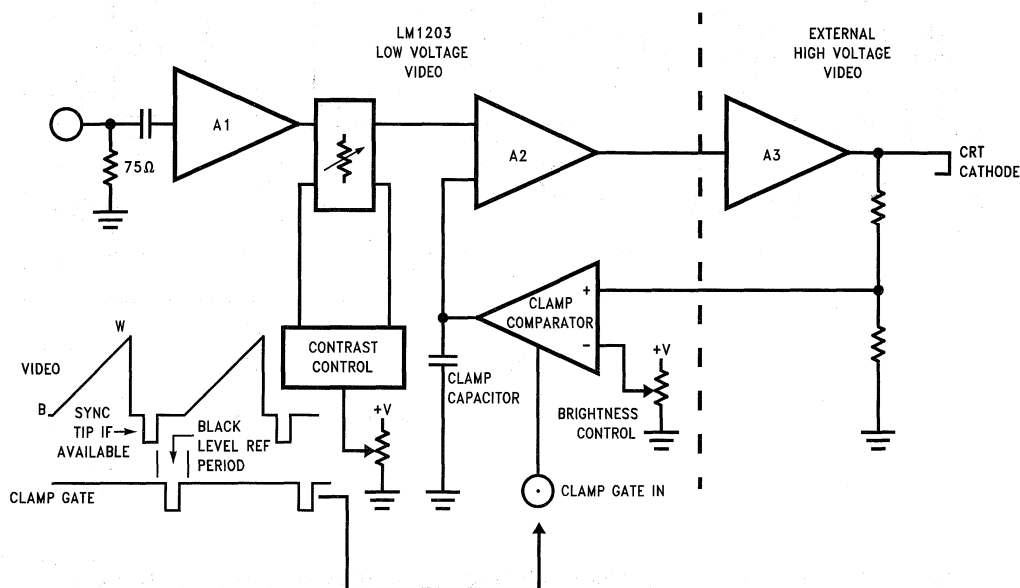 LM1203
LOW VOLTAGE
VIDEO
EXTERNAL
HIGH VOLTAGE
VIDEO
A1
75Ω
A2
A3
CRT
CATHODE
+
CLAMP
COMPARATOR
-
W
VIDEO
B
SYNC
TIP IF
AVAILABLE
BLACK
LEVEL REF
PERIOD
CONTRAST
CONTROL
+V
CLAMP
CAPACITOR
+V
BRIGHTNESS
CONTROL
CLAMP GATE
CLAMP GATE IN